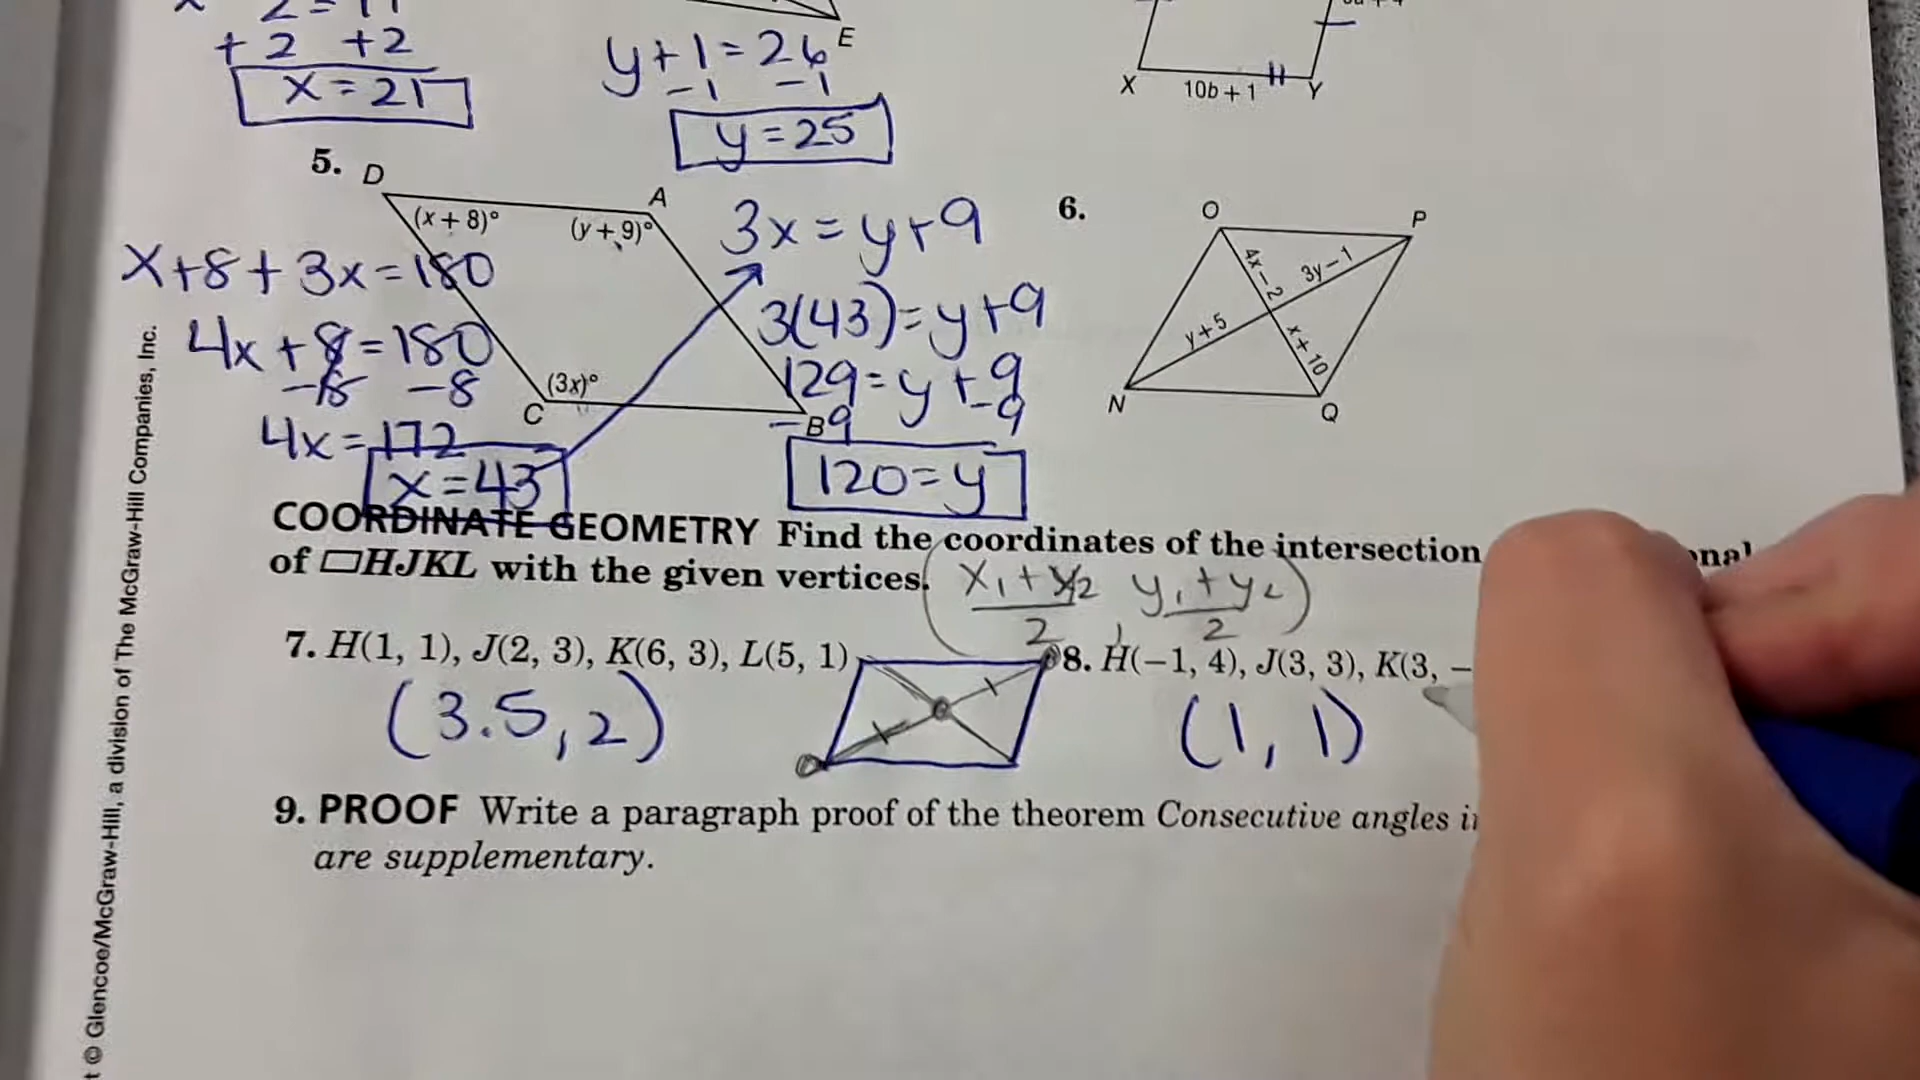 + 2 +2
x = 21
E
y+1=26
-1 -1
y = 25
X
10b + 1
Y
5.
D
A
(x + 8)°
(y + 9)°
x+8+3x=180
4x+8=180
-8 -8
4x=172
x=43
(3x)°
C
B
3x=y+9
3(43)=y+9
129=y+9
-9 -9
120=y
6.
O
P
4x − 2
3y − 1
y + 5
x + 10
N
Q
COORDINATE GEOMETRY Find the coordinates of the intersection
of ▱HJKL with the given vertices.
(x₁+x₂/2, y₁+y₂/2)
7. H(1, 1), J(2, 3), K(6, 3), L(5, 1)
(3.5, 2)
8. H(−1, 4), J(3, 3), K(3, −
(1, 1)
9. PROOF Write a paragraph proof of the theorem Consecutive angles
are supplementary.
© Glencoe/McGraw-Hill, a division of The McGraw-Hill Companies, Inc.